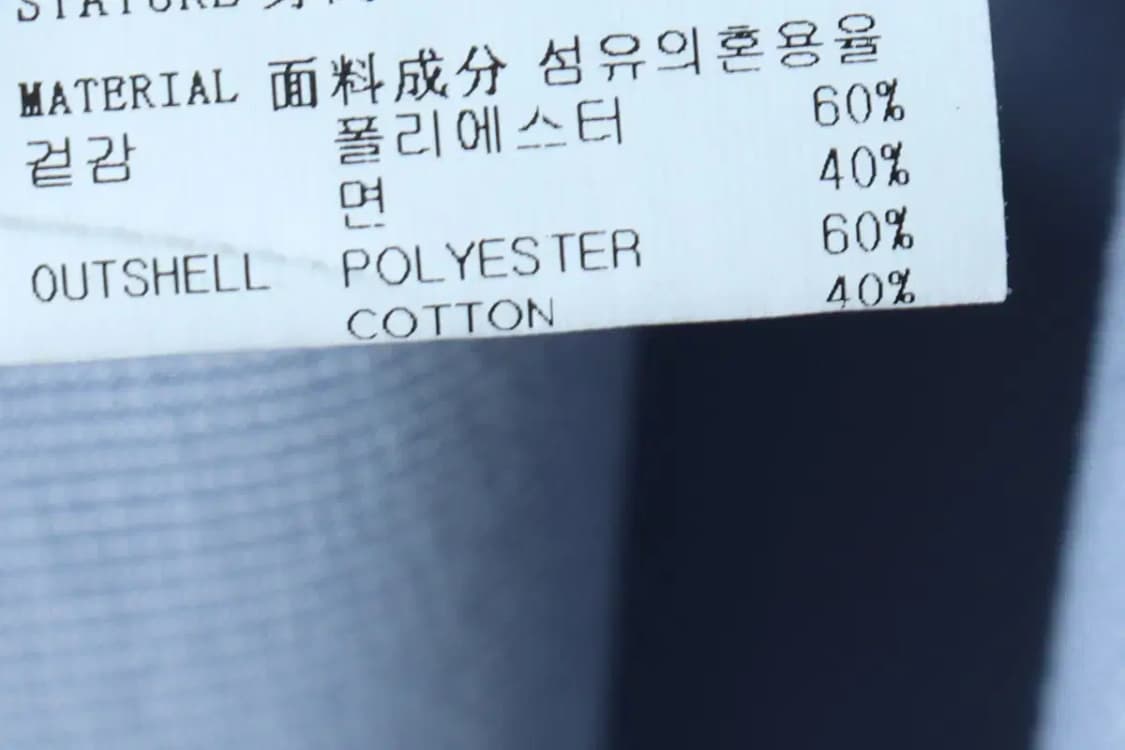 STATURE
MATERIAL 面料成分 섬유의혼용율
겉감 폴리에스터 60%
면 40%
OUTSHELL POLYESTER 60%
COTTON 40%